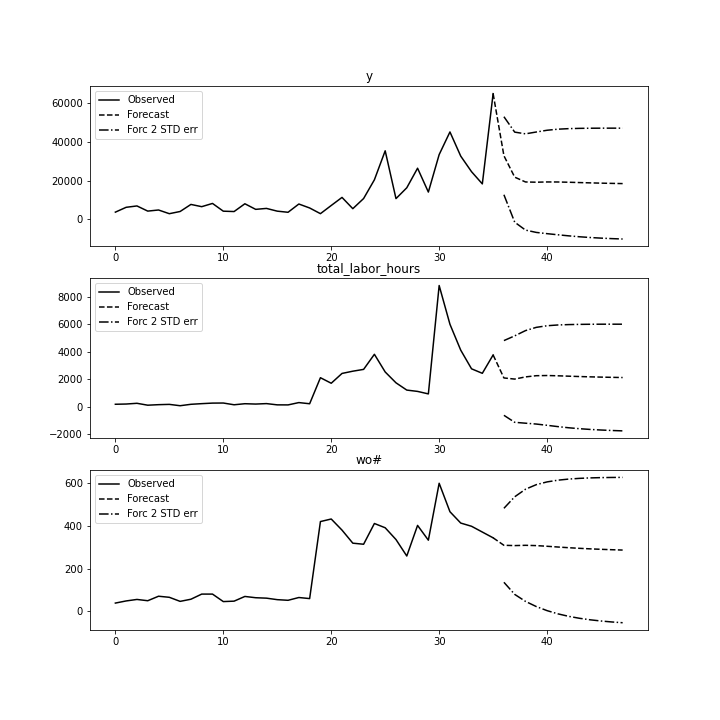 y
Observed
Forecast
Forc 2 STD err
60000
40000
20000
0
0 10 20 30 40
total_labor_hours
Observed
Forecast
Forc 2 STD err
8000
6000
4000
2000
0
−2000
0 10 20 30 40
wo#
Observed
Forecast
Forc 2 STD err
600
400
200
0
0 10 20 30 40